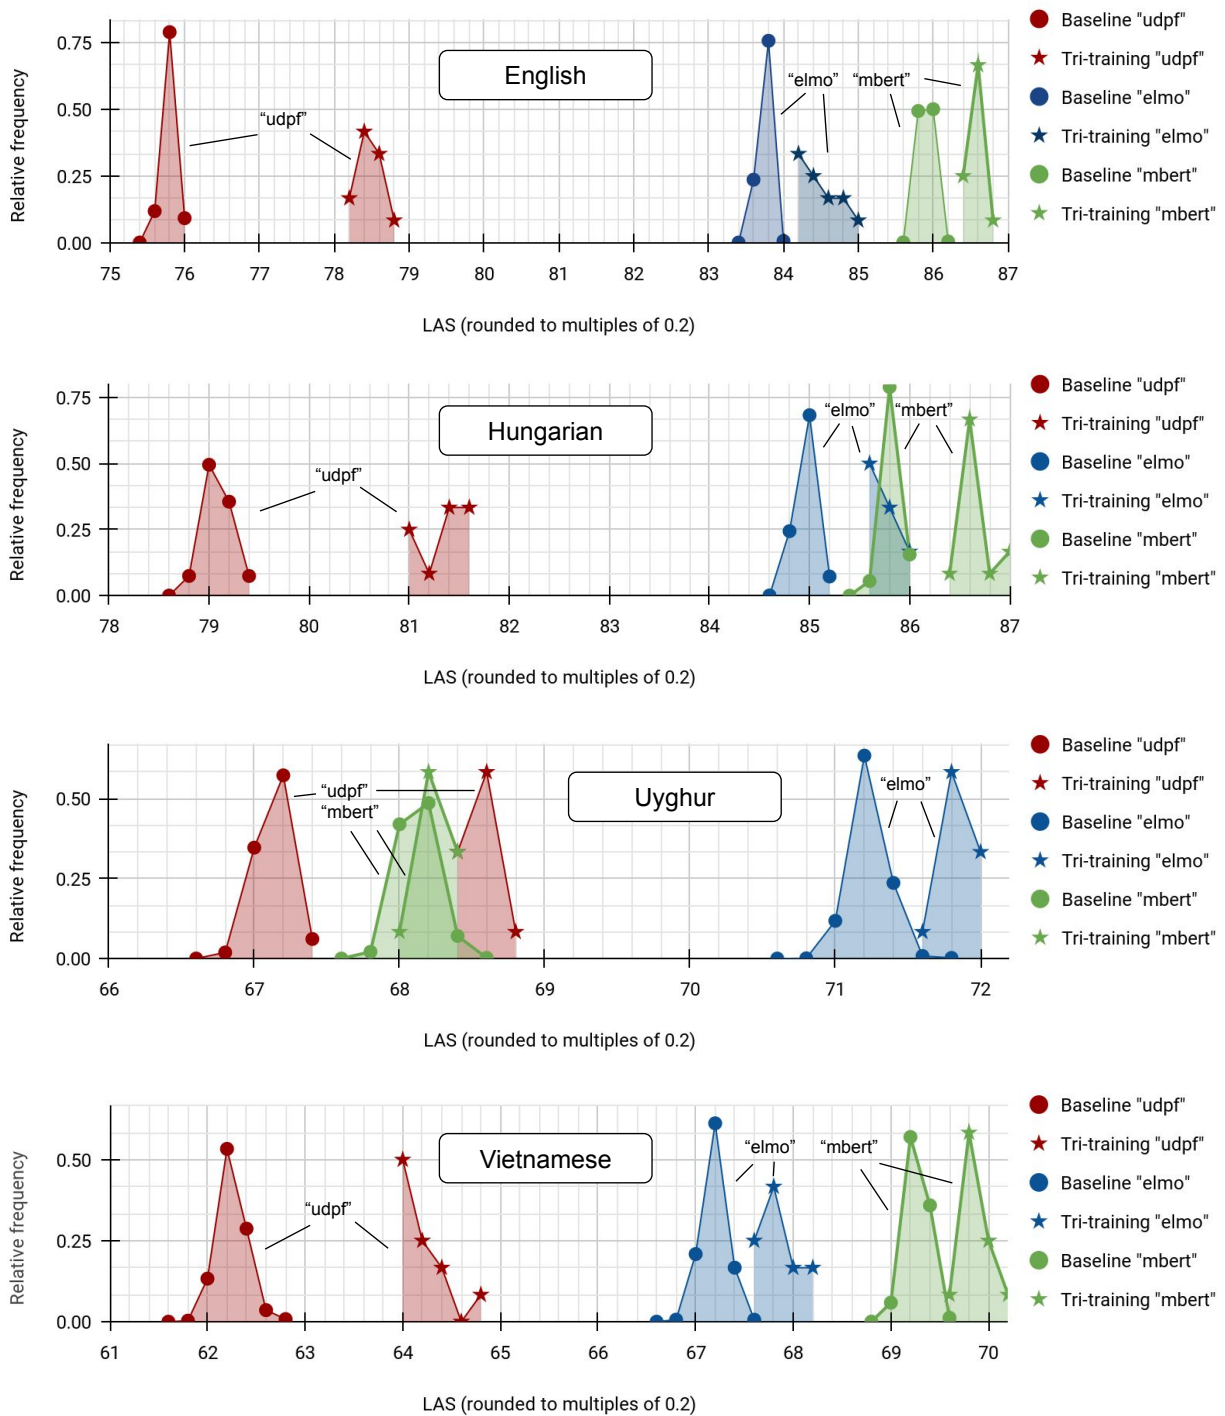 English
Relative frequency
0.75
0.50
0.25
0.00
"udpf"
“elmo”
“mbert”
75 76 77 78 79 80 81 82 83 84 85 86 87
LAS (rounded to multiples of 0.2)
Baseline "udpf"
Tri-training "udpf"
Baseline "elmo"
Tri-training "elmo"
Baseline "mbert"
Tri-training "mbert"
Hungarian
Relative frequency
0.75
0.50
0.25
0.00
“udpf”
“elmo”
“mbert”
78 79 80 81 82 83 84 85 86 87
LAS (rounded to multiples of 0.2)
Baseline "udpf"
Tri-training "udpf"
Baseline "elmo"
Tri-training "elmo"
Baseline "mbert"
Tri-training "mbert"
Uyghur
Relative frequency
0.50
0.25
0.00
“udpf”
“mbert”
“elmo”
66 67 68 69 70 71 72
LAS (rounded to multiples of 0.2)
Baseline "udpf"
Tri-training "udpf"
Baseline "elmo"
Tri-training "elmo"
Baseline "mbert"
Tri-training "mbert"
Vietnamese
Relative frequency
0.50
0.25
0.00
“udpf”
“elmo”
“mbert”
61 62 63 64 65 66 67 68 69 70
LAS (rounded to multiples of 0.2)
Baseline "udpf"
Tri-training "udpf"
Baseline "elmo"
Tri-training "elmo"
Baseline "mbert"
Tri-training "mbert"